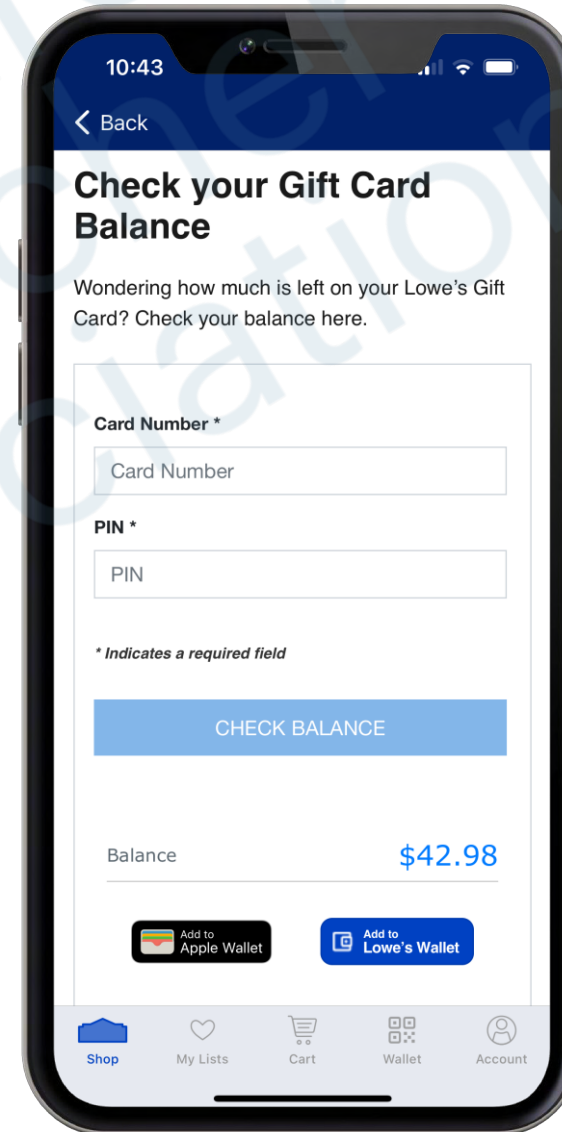 10:43
Back
Check your Gift Card
Balance
Wondering how much is left on your Lowe's Gift
Card? Check your balance here.
Card Number *
Card Number
PIN *
PIN
* Indicates a required field
CHECK BALANCE
Balance $42.98
Add to
Apple Wallet
Add to
Lowe's Wallet
Shop My Lists Cart Wallet Account